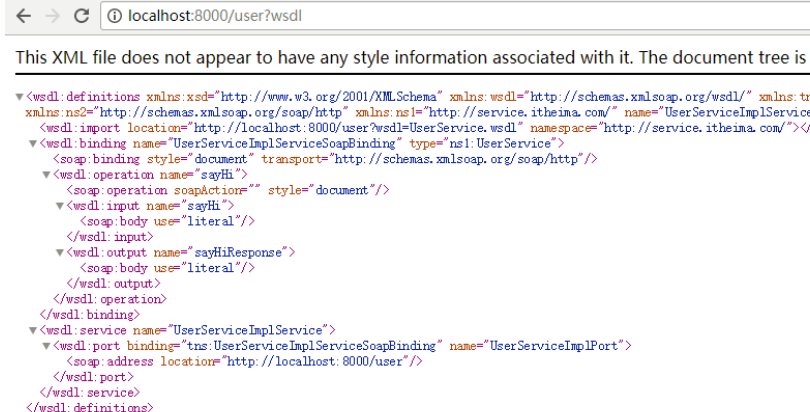 localhost:8000/user?wsdl
This XML file does not appear to have any style information associated with it. The document tree is
▼<wsdl:definitions xmlns:xsd="http://www.w3.org/2001/XMLSchema" xmlns:wsdl="http://schemas.xmlsoap.org/wsdl/" xmlns:tn
xmlns:ns2="http://schemas.xmlsoap.org/soap/http" xmlns:ns1="http://service.itheima.com/" name="UserServiceImplService
<wsdl:import location="http://localhost:8000/user?wsdl=UserService.wsdl" namespace="http://service.itheima.com/"></
▼<wsdl:binding name="UserServiceImplServiceSoapBinding" type="ns1:UserService">
<soap:binding style="document" transport="http://schemas.xmlsoap.org/soap/http"/>
▼<wsdl:operation name="sayHi">
<soap:operation soapAction="" style="document"/>
▼<wsdl:input name="sayHi">
<soap:body use="literal"/>
</wsdl:input>
▼<wsdl:output name="sayHiResponse">
<soap:body use="literal"/>
</wsdl:output>
</wsdl:operation>
</wsdl:binding>
▼<wsdl:service name="UserServiceImplService">
▼<wsdl:port binding="tns:UserServiceImplServiceSoapBinding" name="UserServiceImplPort">
<soap:address location="http://localhost:8000/user"/>
</wsdl:port>
</wsdl:service>
</wsdl:definitions>